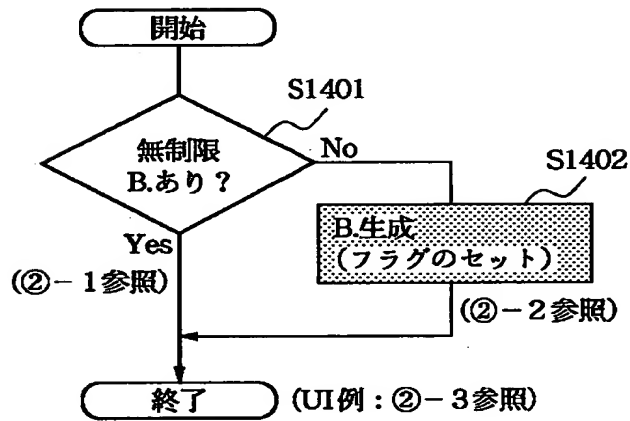 開始
S1401
無制限
B.あり？
No
S1402
B.生成
(フラグのセット)
Yes
(②－1参照)
(②－2参照)
終了
(UI例：②－3参照)